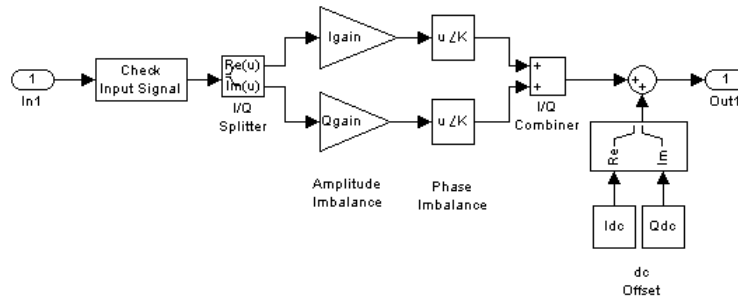 1
In1
Check
Input Signal
Re(u)
Im(u)
I/Q
Splitter
Igain
Qgain
Amplitude
Imbalance
u∠K
u∠K
Phase
Imbalance
+
+
I/Q
Combiner
+
+
1
Out1
Re
Im
Idc
Qdc
dc
Offset